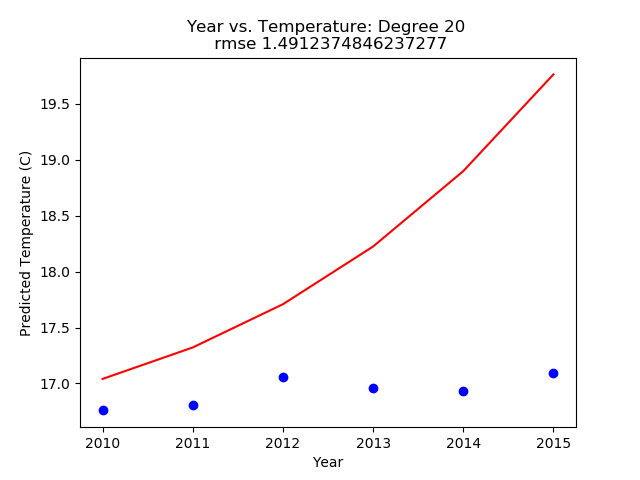 Year vs. Temperature: Degree 20
rmse 1.4912374846237277
Predicted Temperature (C)
19.5
19.0
18.5
18.0
17.5
17.0
2010 2011 2012 2013 2014 2015
Year